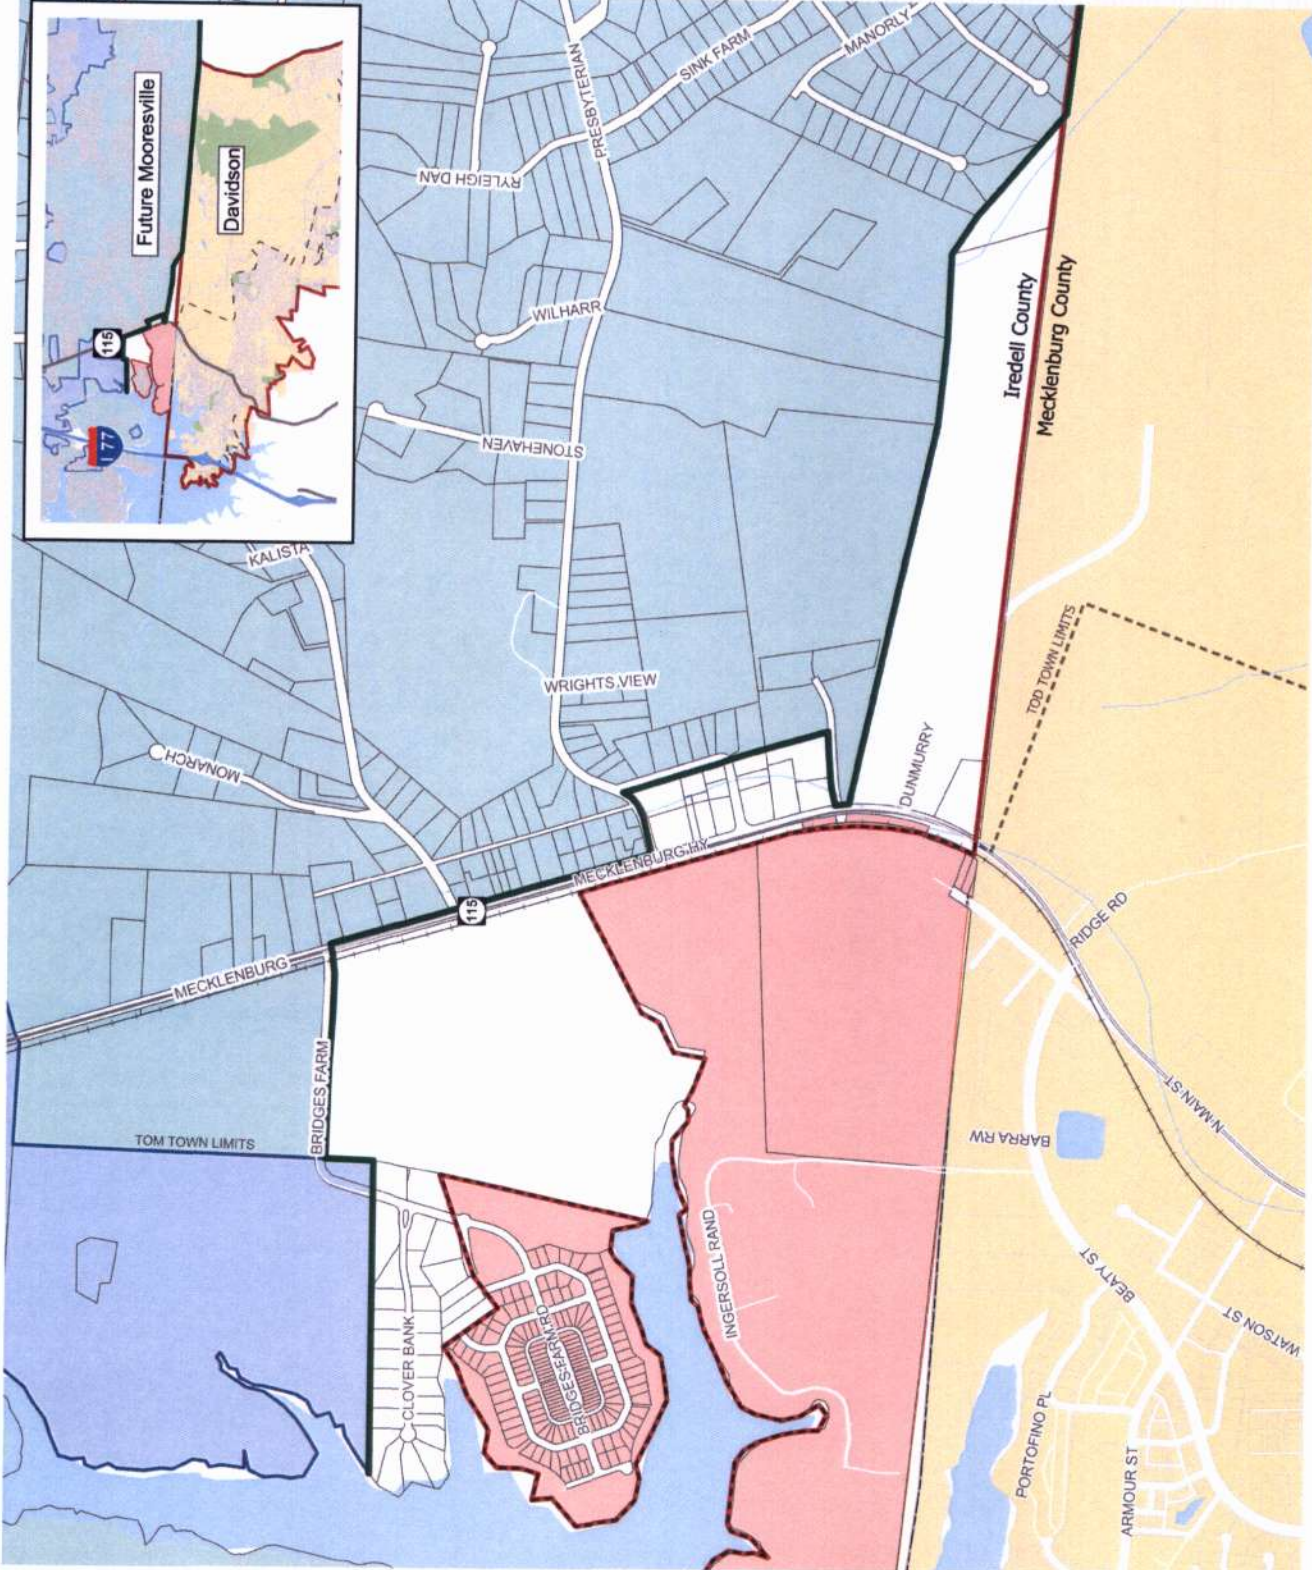 Future Mooresville
Davidson
115
I 77
PRESBYTERIAN
SINK FARM
MANORLY
RYLEIGH DAN
WILHARR
STONEHAVEN
KALISTA
WRIGHTS VIEW
MONARCH
Iredell County
Mecklenburg County
TOD TOWN LIMITS
DUNMURRY
MECKLENBURG HY
115
MECKLENBURG
RIDGE RD
BRIDGES FARM
TOM TOWN LIMITS
N MAIN ST
BARRA RW
INGERSOLL RAND
BEATY ST
WATSON ST
CLOVER BANK
BRIDGES FARM RD
PORTOFINO PL
ARMOUR ST